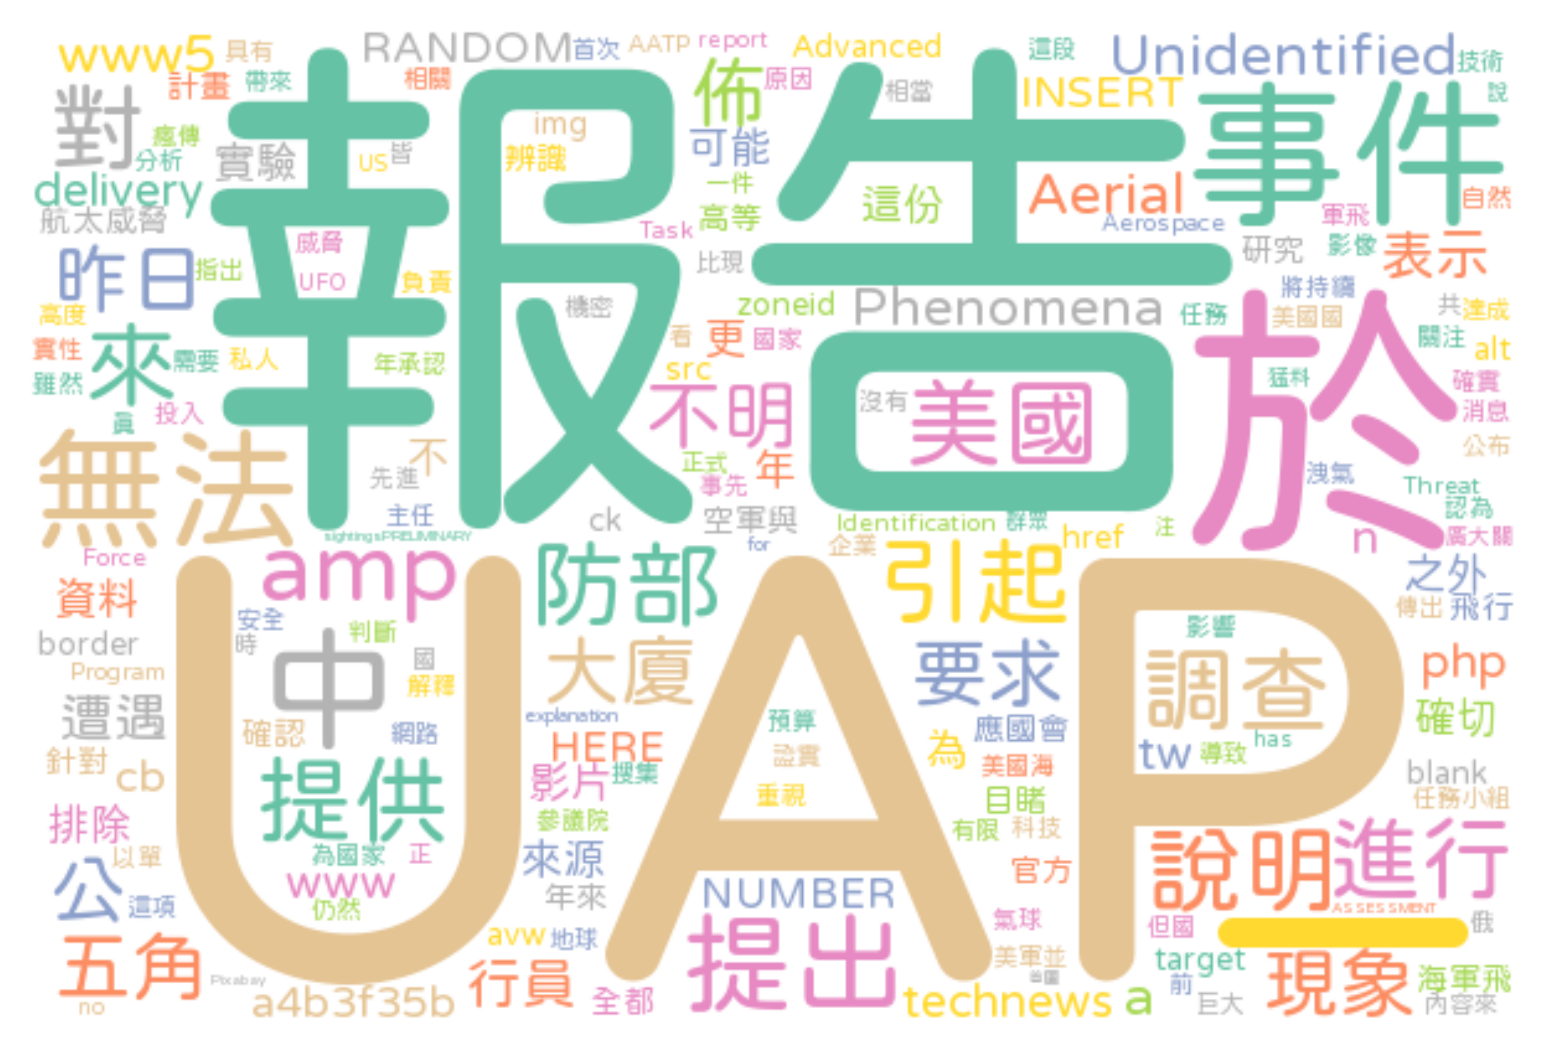 www5 具有 RANDOM 首次 AATP report Advanced 這段 Unidentified 技術
計畫 帶來 相關 佈 原因 相當 INSERT 說
對 瘋傳 分析 實驗 US 皆 img 辨識 可能 事件
報告
delivery 一件 高等 這份 Aerial 自然
航太威脅 威脅 Task Aerospace 軍飛
昨日 指出 UFO 負責 比現 研究 影像 表示
高度 機密 zoneid Phenomena 任務 將持續 美國國 共 達成
實性 來 需要 私人 年承認 看 更 國家 關注 alt
雖然 投入 src 不明 沒有 美國 於 猛料 確實 消息
真
無法 不 先進 正式 年 事先 公布 洩氣
主任 ck 空軍與 Identification 群眾 注 Threat 認為
sightingsPRELIMINARY for 企業 href n 廣大關
Force amp 防部 引起 之外
UAP
資料 安全 時 判斷 傳出 飛行
border 中 國 大廈 要求 影響 調查 php
Program 解釋
遭遇 確認 網路 explanation 預算 應國會 確切
針對 cb HERE 證實 為 美國海 tw 導致 has blank
提供 影片 搜集 重視 目睹 任務小組
排除 參議院 有限 科技 說明 進行
以單 為國家 正 來源 官方
公 這項 www 仍然 年來 NUMBER 氣球 但國 ASSESSMENT 俄
五角 avw 地球 提出 美軍並 target 現象 海軍飛
Pixabay 行員 前
no a4b3f35b 全都 technews a 巨大 內容來